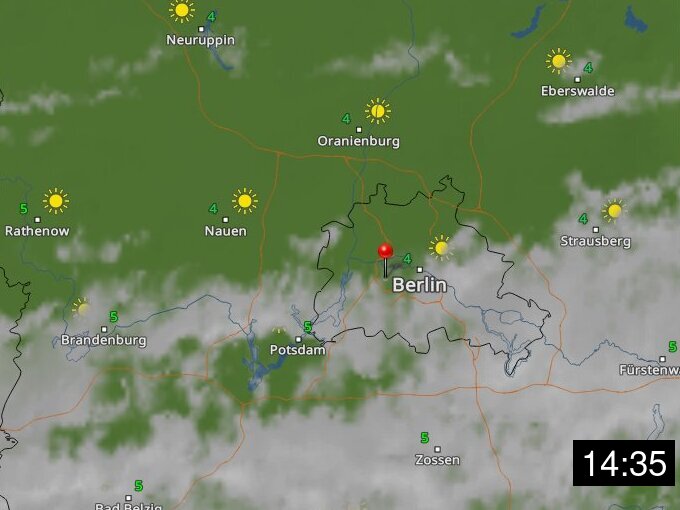 4
Neuruppin
4
Eberswalde
4
Oranienburg
5
Rathenow
4
Nauen
4
Strausberg
4
Berlin
5
Brandenburg
5
Potsdam
5
5
Zossen
14:35
5
Bad Belzig